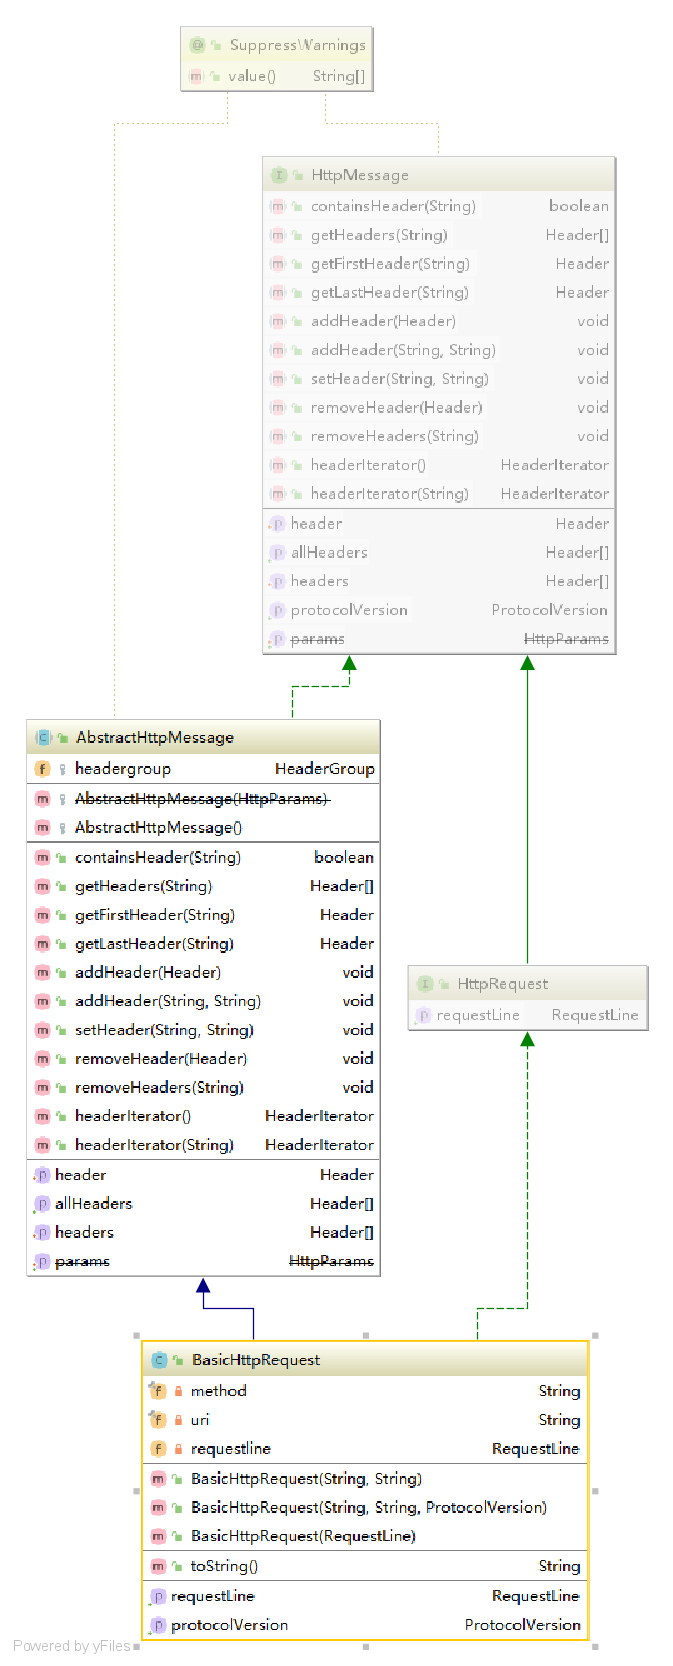 SuppressWarnings
value() String[]
HttpMessage
containsHeader(String) boolean
getHeaders(String) Header[]
getFirstHeader(String) Header
getLastHeader(String) Header
addHeader(Header) void
addHeader(String, String) void
setHeader(String, String) void
removeHeader(Header) void
removeHeaders(String) void
headerIterator() HeaderIterator
headerIterator(String) HeaderIterator
header Header
allHeaders Header[]
headers Header[]
protocolVersion ProtocolVersion
params HttpParams
AbstractHttpMessage
headergroup HeaderGroup
AbstractHttpMessage(HttpParams)
AbstractHttpMessage()
containsHeader(String) boolean
getHeaders(String) Header[]
getFirstHeader(String) Header
getLastHeader(String) Header
addHeader(Header) void
addHeader(String, String) void
setHeader(String, String) void
removeHeader(Header) void
removeHeaders(String) void
headerIterator() HeaderIterator
headerIterator(String) HeaderIterator
header Header
allHeaders Header[]
headers Header[]
params HttpParams
HttpRequest
requestLine RequestLine
BasicHttpRequest
method String
uri String
requestline RequestLine
BasicHttpRequest(String, String)
BasicHttpRequest(String, String, ProtocolVersion)
BasicHttpRequest(RequestLine)
toString() String
requestLine RequestLine
protocolVersion ProtocolVersion
Powered by yFiles